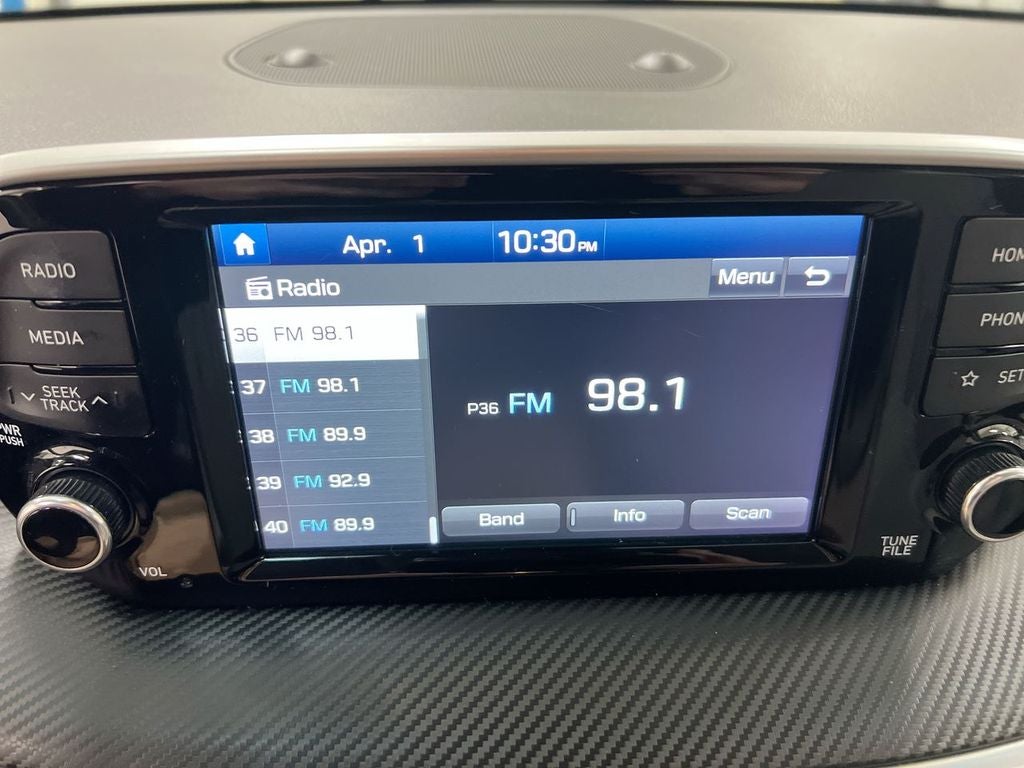 Apr. 1 10:30 PM
Radio Menu
RADIO
MEDIA
SEEK
TRACK
PUSH
VOL
36 FM 98.1
37 FM 98.1
38 FM 89.9
39 FM 92.9
40 FM 89.9
P36 FM 98.1
Band Info Scan
HOM
PHON
SET
TUNE
FILE